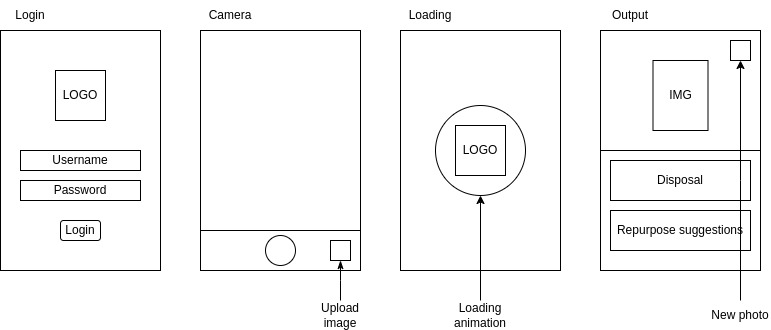 Login
Camera
Loading
Output
LOGO
Username
Password
Login
Upload
image
LOGO
Loading
animation
IMG
Disposal
Repurpose suggestions
New photo